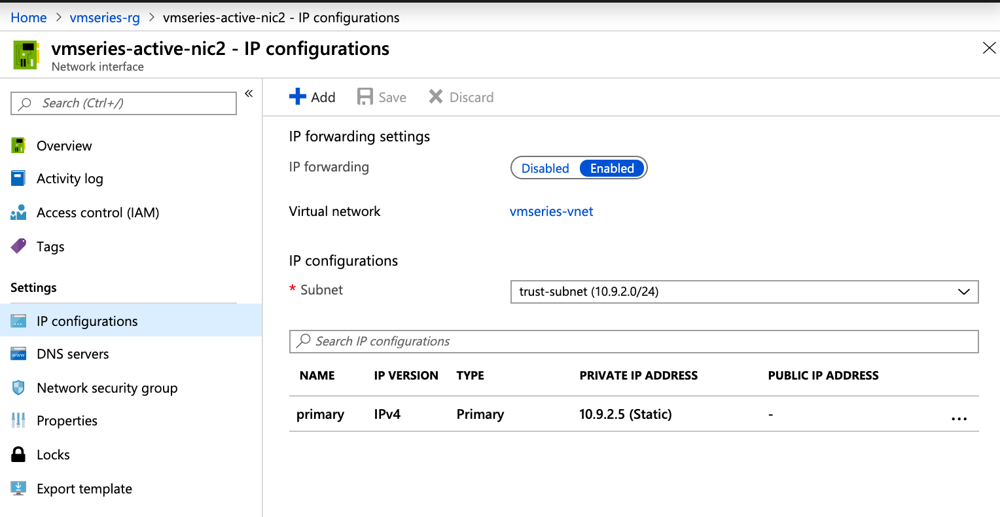 Home > vmseries-rg > vmseries-active-nic2 - IP configurations
vmseries-active-nic2 - IP configurations
Network interface
Search (Ctrl+/)
«
Overview
Activity log
Access control (IAM)
Tags
Settings
IP configurations
DNS servers
Network security group
Properties
Locks
Export template
Add Save Discard
IP forwarding settings
IP forwarding Disabled Enabled
Virtual network vmseries-vnet
IP configurations
* Subnet trust-subnet (10.9.2.0/24)
Search IP configurations
NAME IP VERSION TYPE PRIVATE IP ADDRESS PUBLIC IP ADDRESS
primary IPv4 Primary 10.9.2.5 (Static) - ...